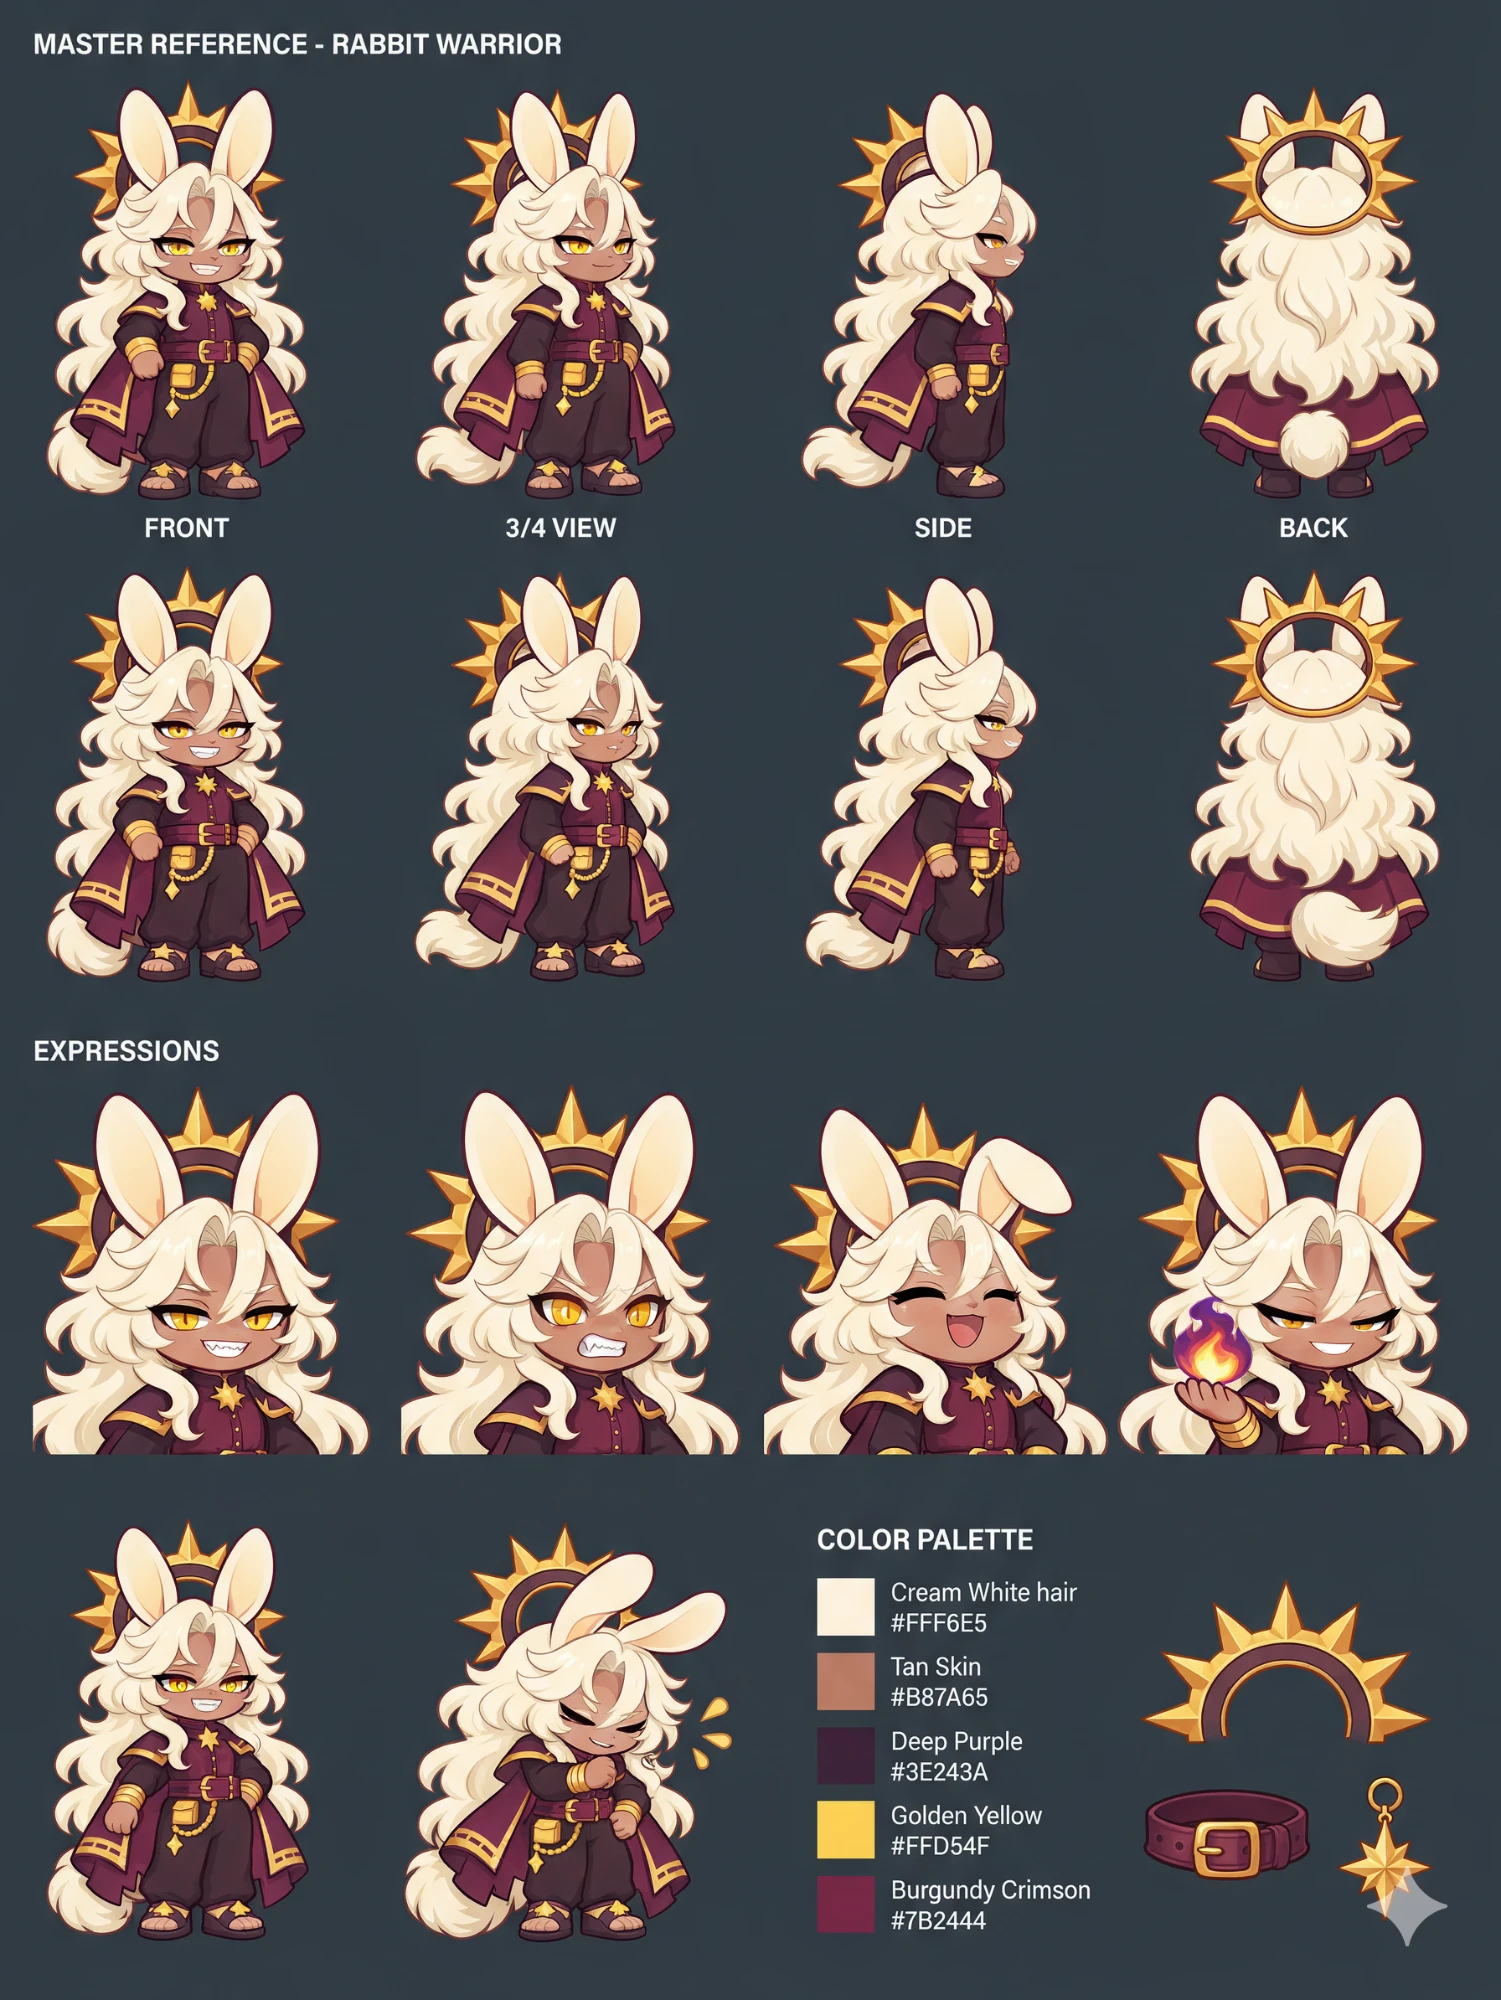 MASTER REFERENCE - RABBIT WARRIOR
FRONT
3/4 VIEW
SIDE
BACK
EXPRESSIONS
COLOR PALETTE
Cream White hair
#FFF6E5
Tan Skin
#B87A65
Deep Purple
#3E243A
Golden Yellow
#FFD54F
Burgundy Crimson
#7B2444